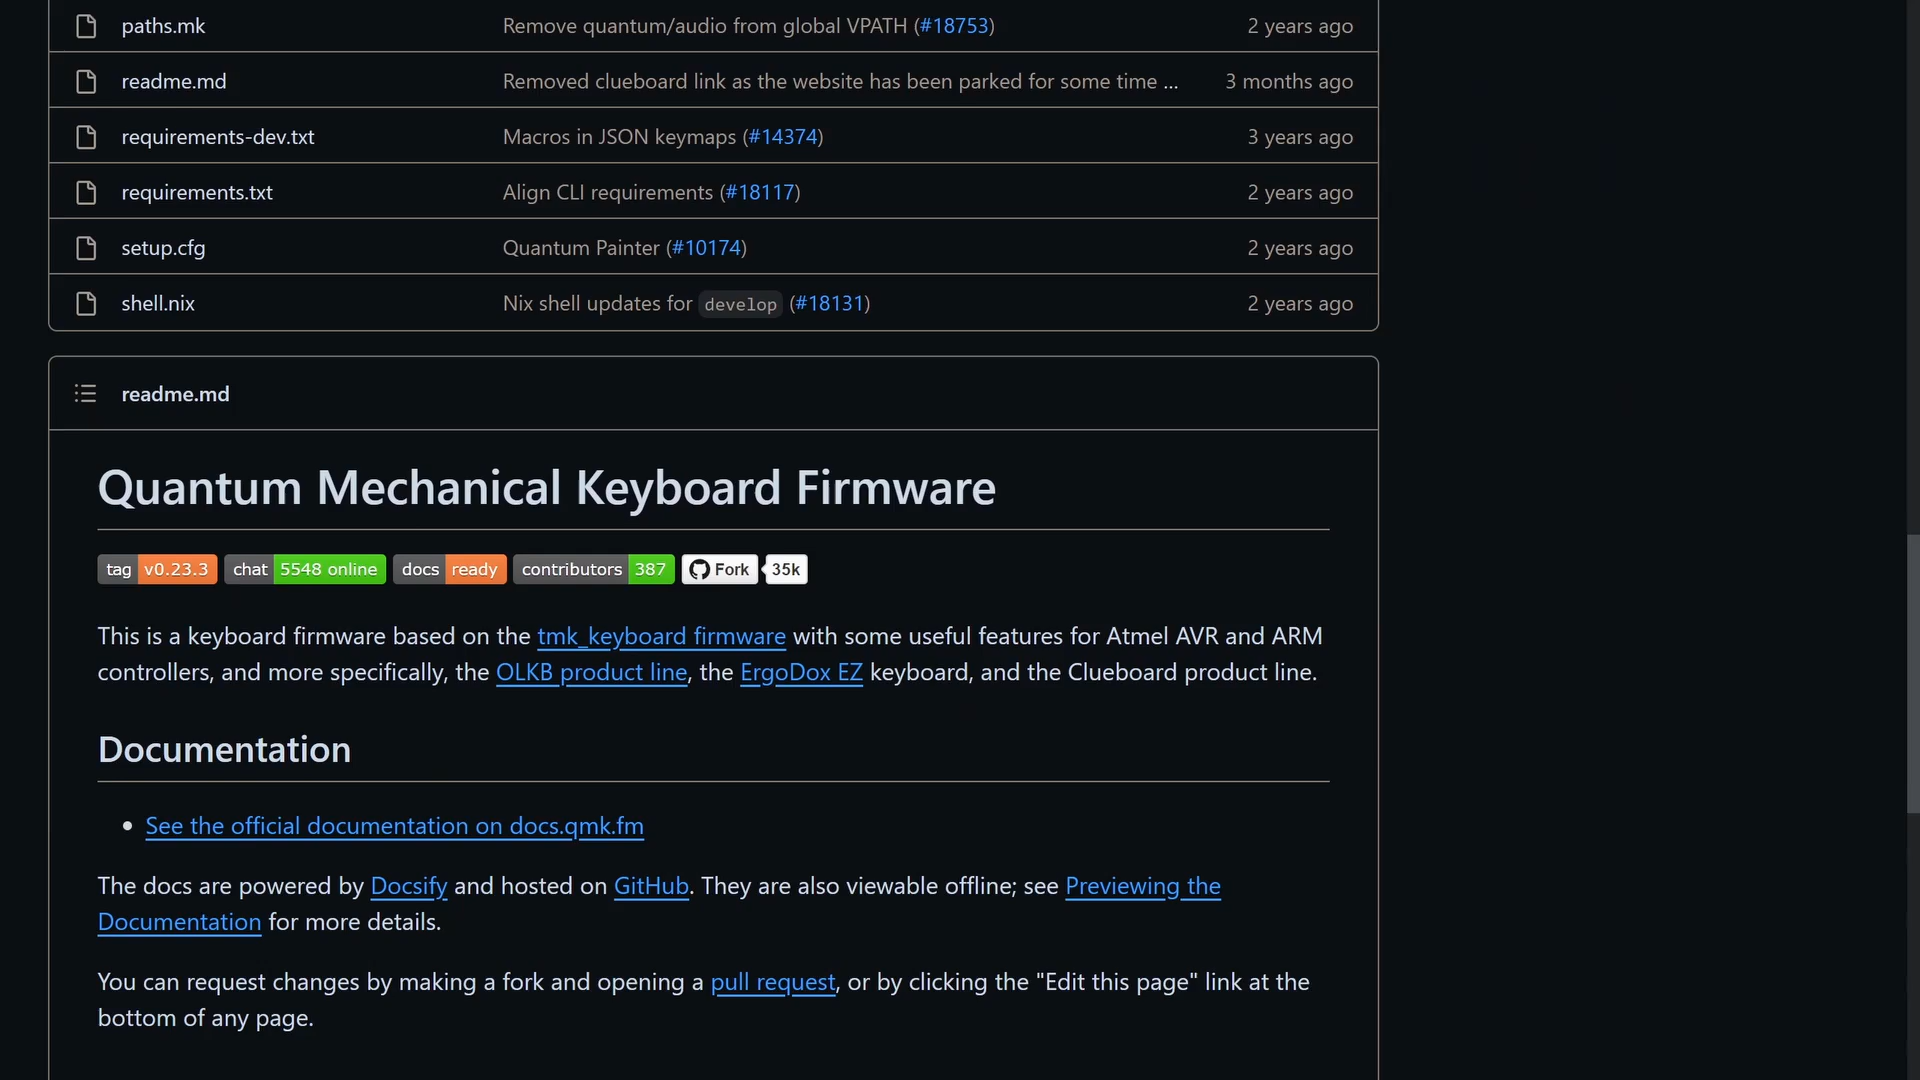 paths.mk Remove quantum/audio from global VPATH (#18753) 2 years ago
readme.md Removed clueboard link as the website has been parked for some time ... 3 months ago
requirements-dev.txt Macros in JSON keymaps (#14374) 3 years ago
requirements.txt Align CLI requirements (#18117) 2 years ago
setup.cfg Quantum Painter (#10174) 2 years ago
shell.nix Nix shell updates for develop (#18131) 2 years ago
readme.md
Quantum Mechanical Keyboard Firmware
tag v0.23.3 chat 5548 online docs ready contributors 387 Fork 35k
This is a keyboard firmware based on the tmk_keyboard firmware with some useful features for Atmel AVR and ARM
controllers, and more specifically, the OLKB product line, the ErgoDox EZ keyboard, and the Clueboard product line.
Documentation
• See the official documentation on docs.qmk.fm
The docs are powered by Docsify and hosted on GitHub. They are also viewable offline; see Previewing the
Documentation for more details.
You can request changes by making a fork and opening a pull request, or by clicking the "Edit this page" link at the
bottom of any page.